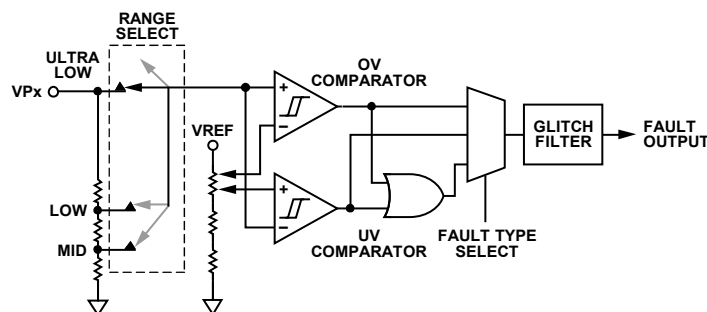 RANGE
SELECT
ULTRA
LOW
VPx
LOW
MID
VREF
+
−
+
−
OV
COMPARATOR
UV
COMPARATOR
FAULT TYPE
SELECT
GLITCH
FILTER
FAULT
OUTPUT